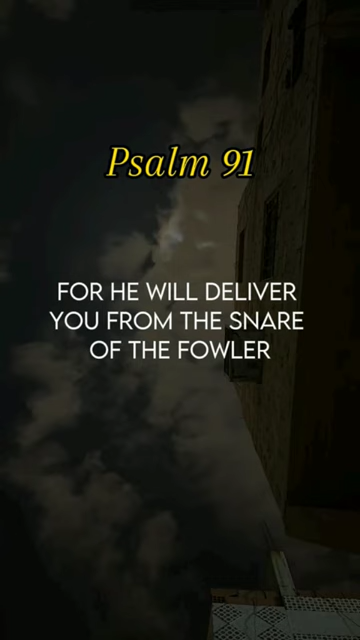 Psalm 91
FOR HE WILL DELIVER
YOU FROM THE SNARE
OF THE FOWLER